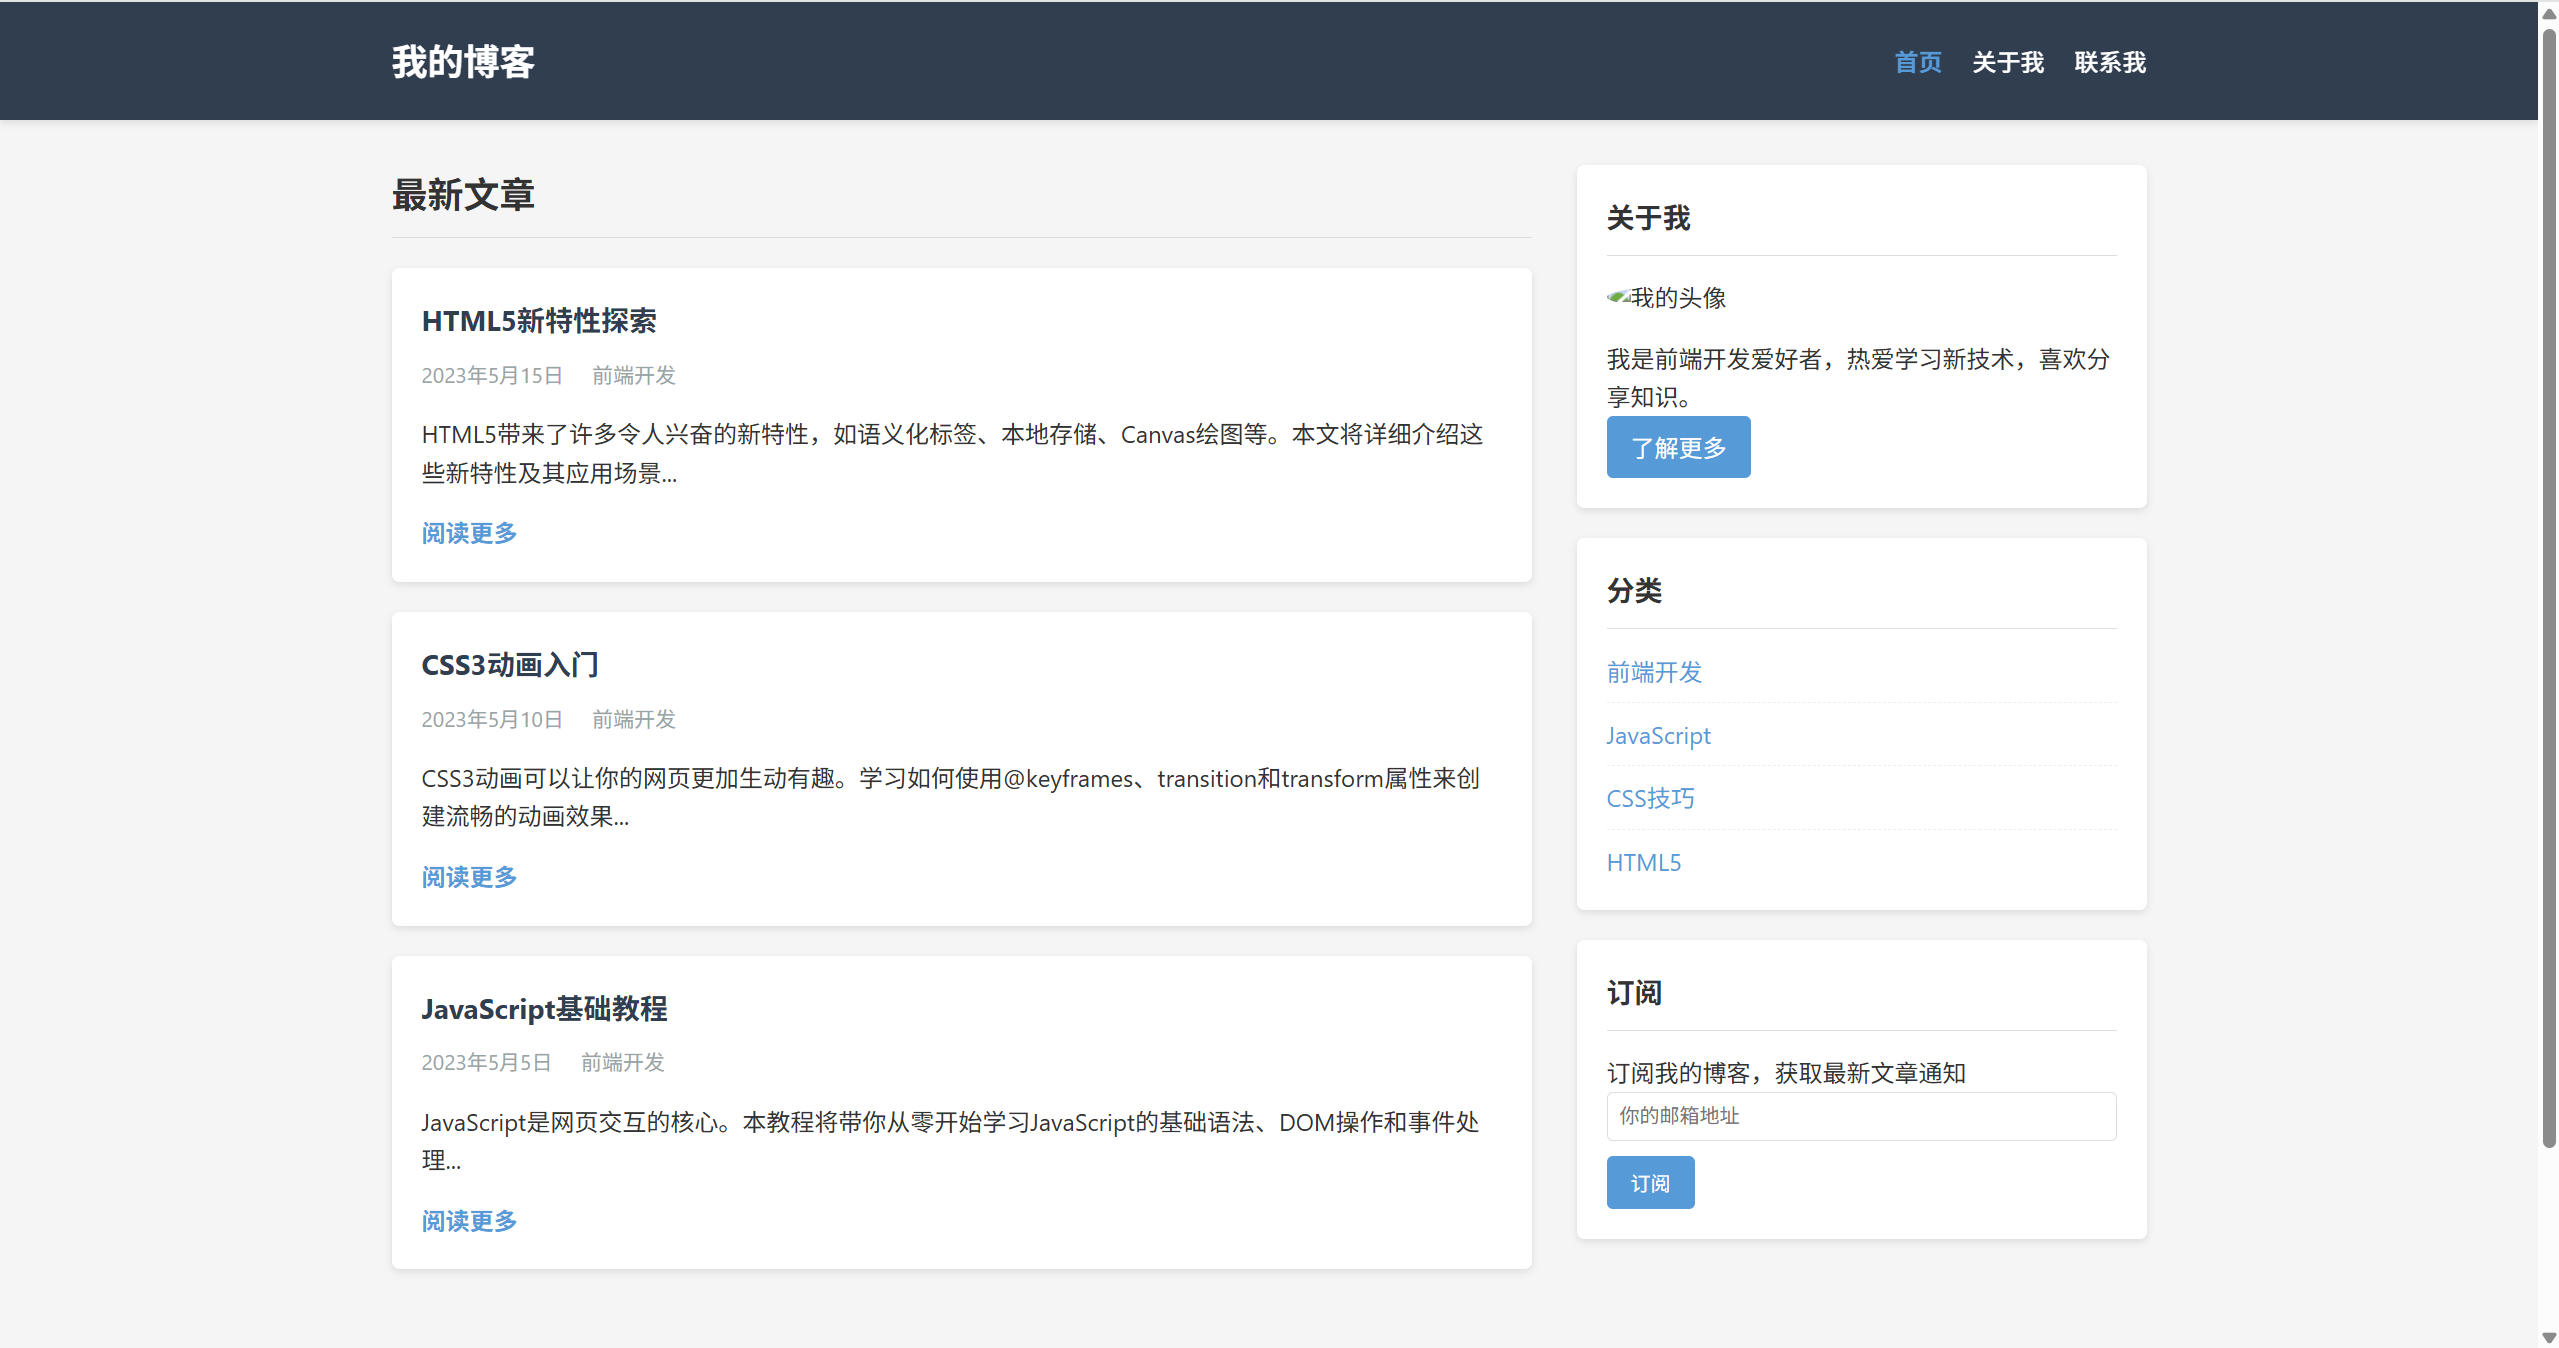 我的博客
首页 关于我 联系我
最新文章
HTML5新特性探索
2023年5月15日 前端开发
HTML5带来了许多令人兴奋的新特性，如语义化标签、本地存储、Canvas绘图等。本文将详细介绍这
些新特性及其应用场景...
阅读更多
CSS3动画入门
2023年5月10日 前端开发
CSS3动画可以让你的网页更加生动有趣。学习如何使用@keyframes、transition和transform属性来创
建流畅的动画效果...
阅读更多
JavaScript基础教程
2023年5月5日 前端开发
JavaScript是网页交互的核心。本教程将带你从零开始学习JavaScript的基础语法、DOM操作和事件处
理...
阅读更多
关于我
我的头像
我是前端开发爱好者，热爱学习新技术，喜欢分
享知识。
了解更多
分类
前端开发
JavaScript
CSS技巧
HTML5
订阅
订阅我的博客，获取最新文章通知
你的邮箱地址
订阅